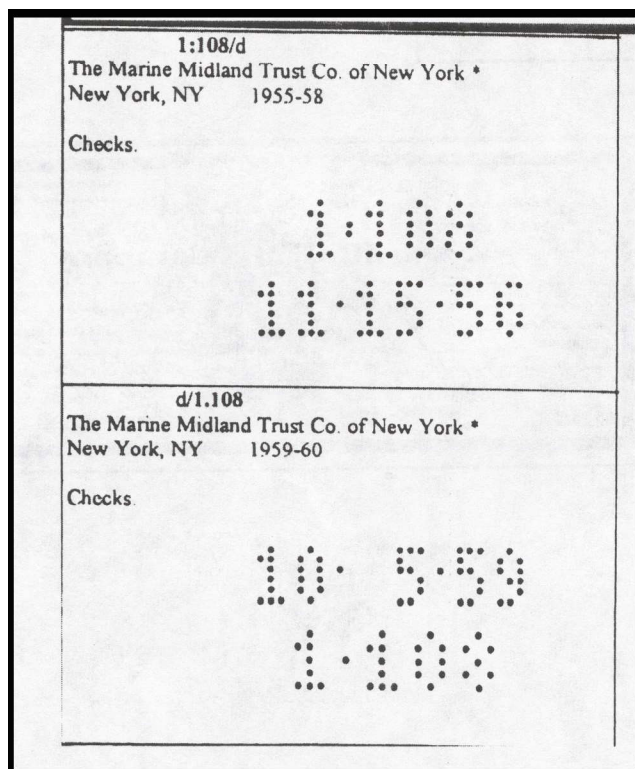 1:108/d
The Marine Midland Trust Co. of New York *
New York, NY 1955-58
Checks.
1:108
11·15·56
d/1.108
The Marine Midland Trust Co. of New York *
New York, NY 1959-60
Checks.
10· 5·59
1·108